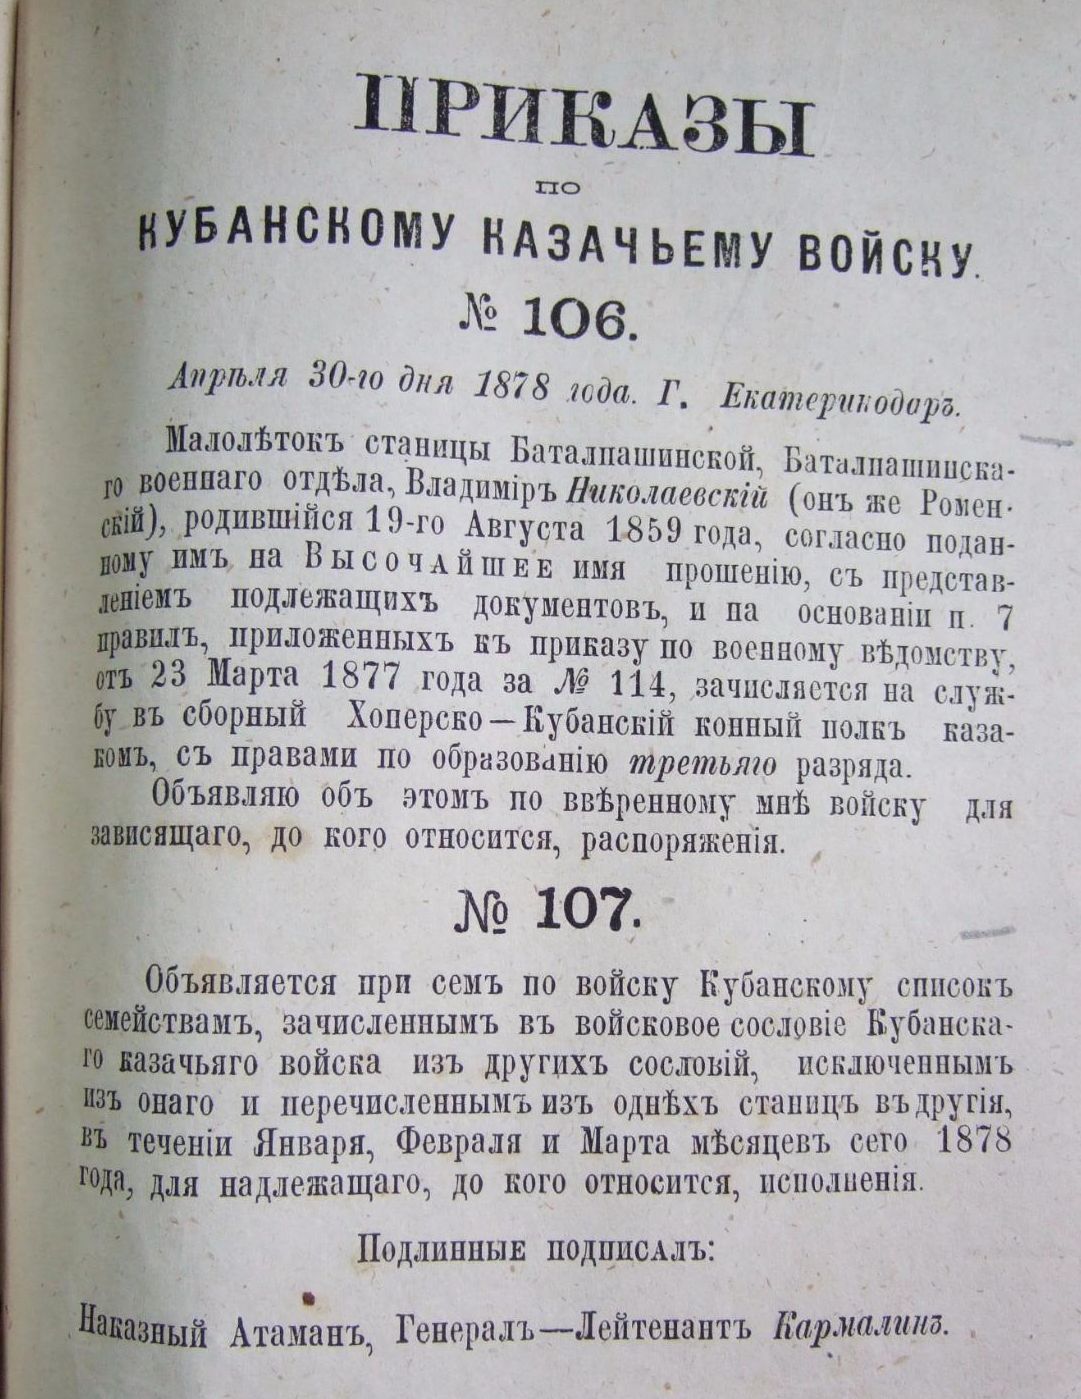 ПРИКАЗЫ
ПО
КУБАНСКОМУ КАЗАЧЬЕМУ ВОЙСКУ.
№ 106.
Апрѣля 30-го дня 1878 года. Г. Екатеринодаръ.
Малолѣтокъ станицы Баталпашинской, Баталпашинска-
го военнаго отдѣла, Владиміръ Николаевскій (онъ же Ромен-
скій), родившійся 19-го Августа 1859 года, согласно подан-
ному имъ на ВЫСОЧАЙШЕЕ имя прошенію, съ представ-
леніемъ подлежащихъ документовъ, и на основаніи п. 7
правилъ, приложенныхъ къ приказу по военному вѣдомству,
отъ 23 Марта 1877 года за № 114, зачисляется на служ-
бу въ сборный Хоперско—Кубанскій конный полкъ каза-
комъ, съ правами по образованію третьяго разряда.
Объявляю объ этомъ по ввѣренному мнѣ войску для
зависящаго, до кого относится, распоряженія.
№ 107.
Объявляется при семъ по войску Кубанскому списокъ
семействамъ, зачисленнымъ въ войсковое сословіе Кубанска-
го казачьяго войска изъ другихъ сословій, исключеннымъ
изъ онаго и перечисленнымъ изъ однѣхъ станицъ въ другія,
въ теченіи Января, Февраля и Марта мѣсяцевъ сего 1878
года, для надлежащаго, до кого относится, исполненія.
Подлинные подписалъ:
Наказный Атаманъ, Генералъ—Лейтенантъ Кармалинъ.